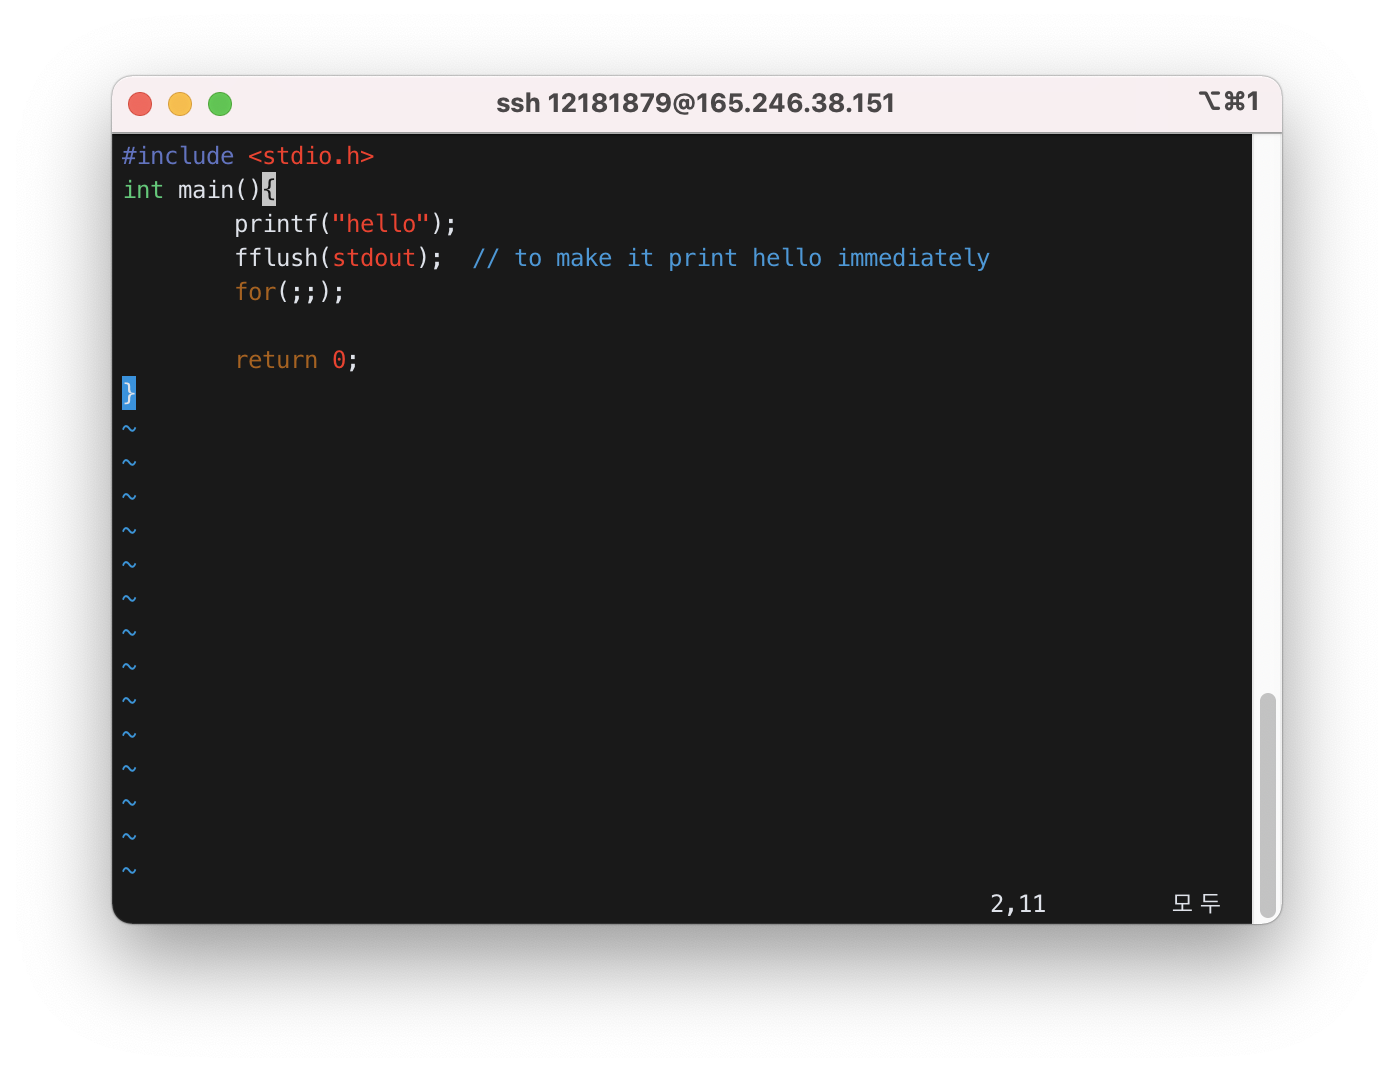 ssh 12181879@165.246.38.151 ⌥⌘1
#include <stdio.h>
int main(){
        printf("hello");
        fflush(stdout);  // to make it print hello immediately
        for(;;);

        return 0;
}
~
~
~
~
~
~
~
~
~
~
~
~
~
~
2,11 모두